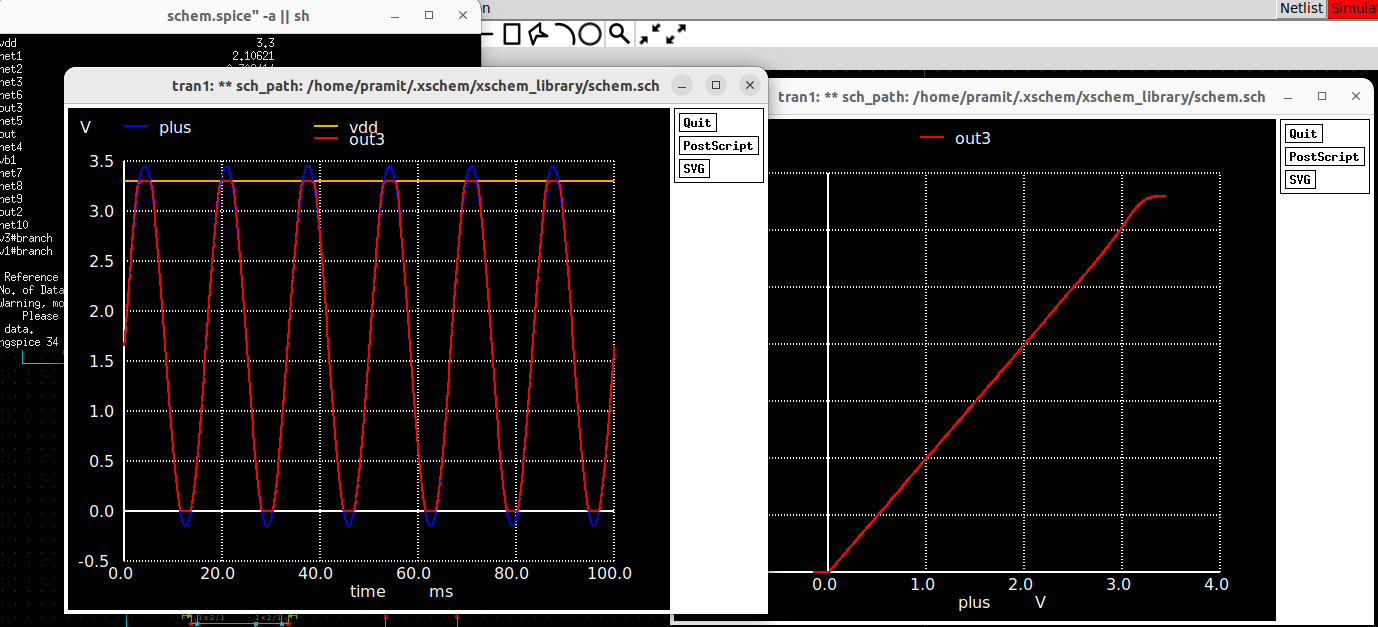 schem.spice" -a || sh
Netlist
Simula
vdd 3.3
net1 2.10621
net2
net3
net6
out3
net5
out
net4
vb1
net7
net8
net9
out2
net10
v3#branch
v1#branch
Reference
No. of Data
Warning, mo
Please
data.
ngspice 34
tran1: ** sch_path: /home/pramit/.xschem/xschem_library/schem.sch
Quit
PostScript
SVG
V
plus
vdd
out3
3.5
3.0
2.5
2.0
1.5
1.0
0.5
0.0
-0.5
0.0 20.0 40.0 60.0 80.0 100.0
time ms
tran1: ** sch_path: /home/pramit/.xschem/xschem_library/schem.sch
Quit
PostScript
SVG
out3
0.0 1.0 2.0 3.0 4.0
plus V
1x2/1 1x2/1